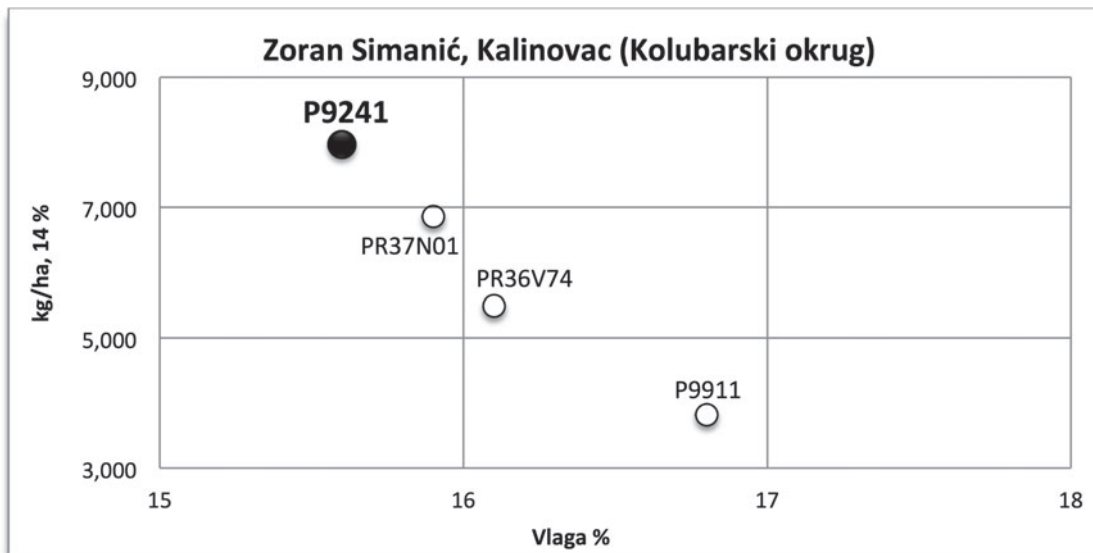 Zoran Simanić, Kalinovac (Kolubarski okrug)
9,000
P9241
7,000
PR37N01
PR36V74
kg/ha, 14 %
5,000
P9911
3,000
15 16 17 18
Vlaga %